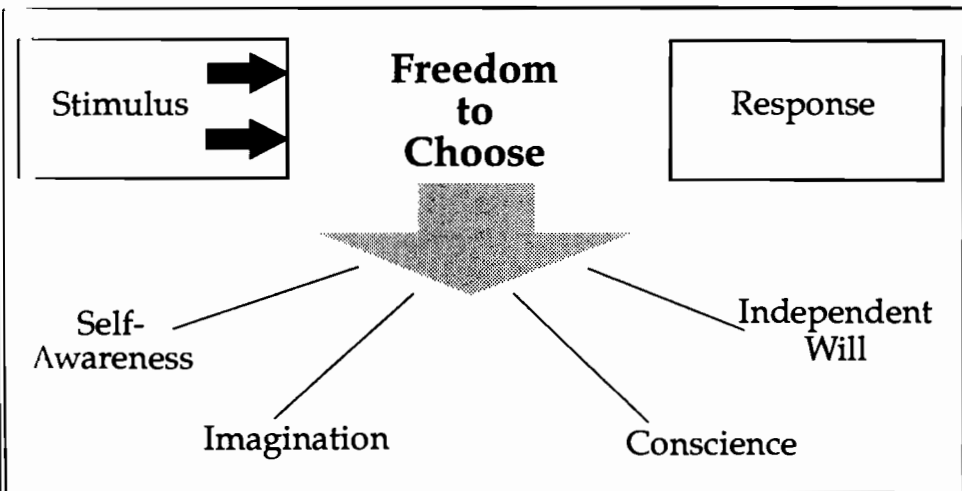 Stimulus
Freedom
to
Choose
Response
Self-
Awareness
Imagination
Conscience
Independent
Will